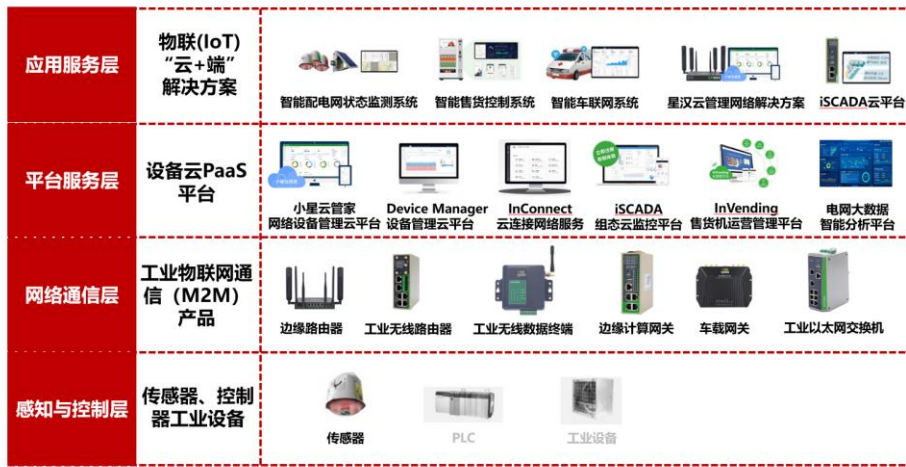 应用服务层
物联(IoT)
“云+端”
解决方案
智能配电网状态监测系统
智能售货控制系统
智能车联网系统
星汉云管理网络解决方案
iSCADA云平台
平台服务层
设备云PaaS
平台
小星云管家
网络设备管理云平台
Device Manager
设备管理云平台
InConnect
云连接网络服务
iSCADA
组态云监控平台
InVending
售货机运营管理平台
电网大数据
智能分析平台
网络通信层
工业物联网通
信（M2M）
产品
边缘路由器
工业无线路由器
工业无线数据终端
边缘计算网关
车载网关
工业以太网交换机
感知与控制层
传感器、控制
器工业设备
传感器
PLC
工业设备